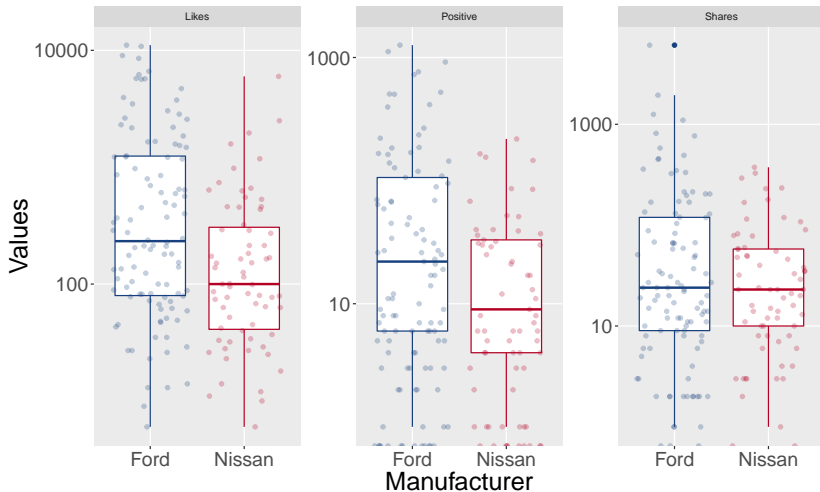 Likes
Positive
Shares
Values
10000
100
1000
10
1000
10
Ford
Nissan
Ford
Nissan
Ford
Nissan
Manufacturer